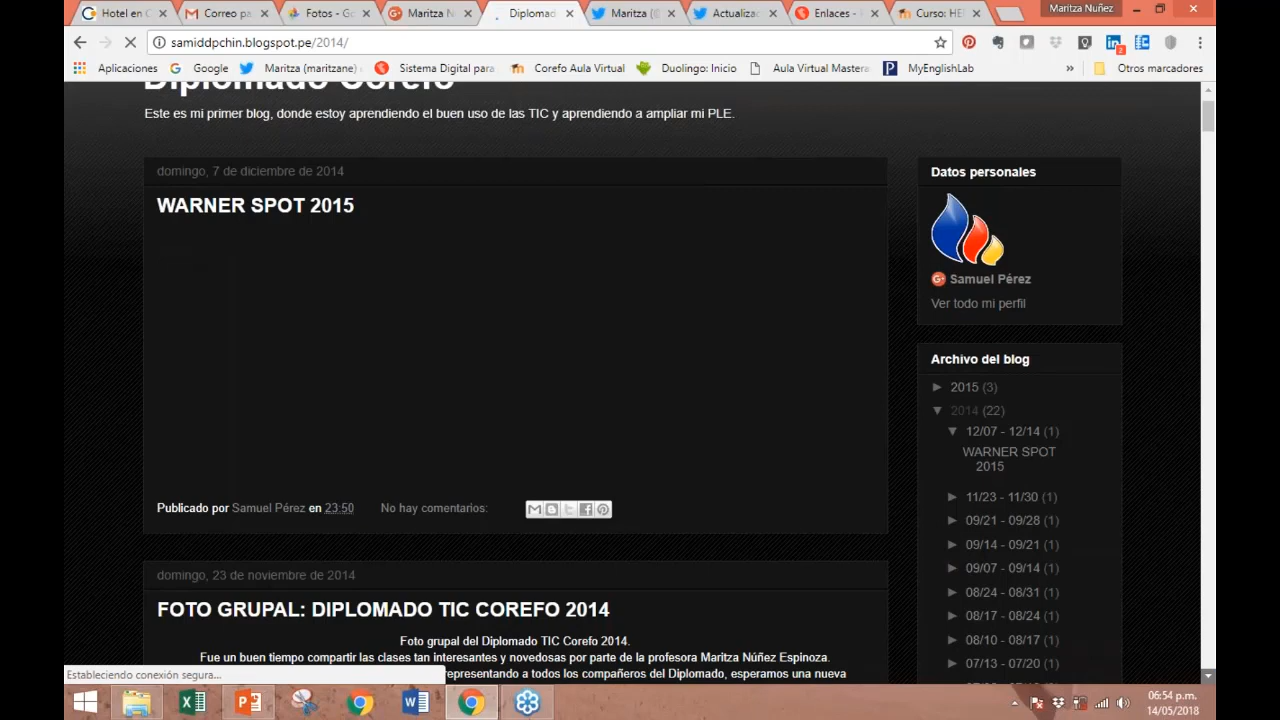 Hotel en C
Correo pa
Fotos - Go
Maritza N
Diplomado
Maritza (@
Actualizac
Enlaces -
Curso: HE
Maritza Nuñez
samiddpchin.blogspot.pe/2014/
Aplicaciones
Google
Maritza (maritzane)
Sistema Digital para
Corefo Aula Virtual
Duolingo: Inicio
Aula Virtual Mastera
MyEnglishLab
»
Otros marcadores
Diplomado Corefo
Este es mi primer blog, donde estoy aprendiendo el buen uso de las TIC y aprendiendo a ampliar mi PLE.
domingo, 7 de diciembre de 2014
WARNER SPOT 2015
Publicado por Samuel Pérez en 23:50 No hay comentarios:
domingo, 23 de noviembre de 2014
FOTO GRUPAL: DIPLOMADO TIC COREFO 2014
Foto grupal del Diplomado TIC Corefo 2014.
Fue un buen tiempo compartir las clases tan interesantes y novedosas por parte de la profesora Maritza Núñez Espinoza.
representando a todos los compañeros del Diplomado, esperamos una nueva
Datos personales
Samuel Pérez
Ver todo mi perfil
Archivo del blog
► 2015 (3)
▼ 2014 (22)
▼ 12/07 - 12/14 (1)
WARNER SPOT
2015
► 11/23 - 11/30 (1)
► 09/21 - 09/28 (1)
► 09/14 - 09/21 (1)
► 09/07 - 09/14 (1)
► 08/24 - 08/31 (1)
► 08/17 - 08/24 (1)
► 08/10 - 08/17 (1)
► 07/13 - 07/20 (1)
Estableciendo conexión segura...
06:54 p.m.
14/05/2018